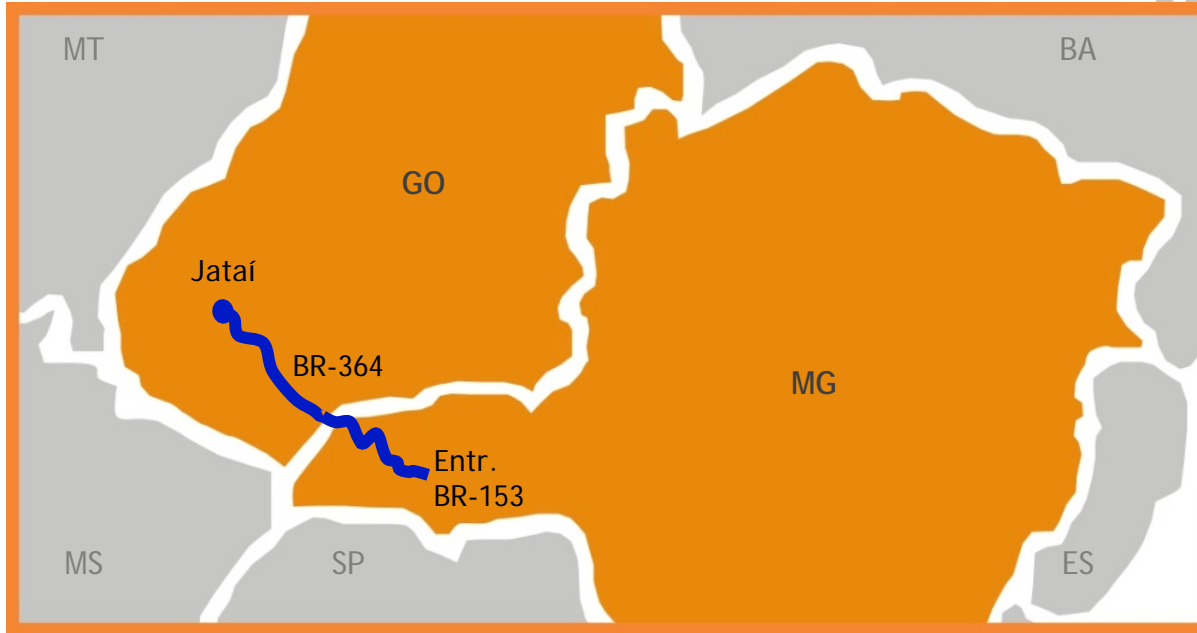 MT
BA
GO
Jataí
BR-364
MG
Entr.
BR-153
MS
SP
ES